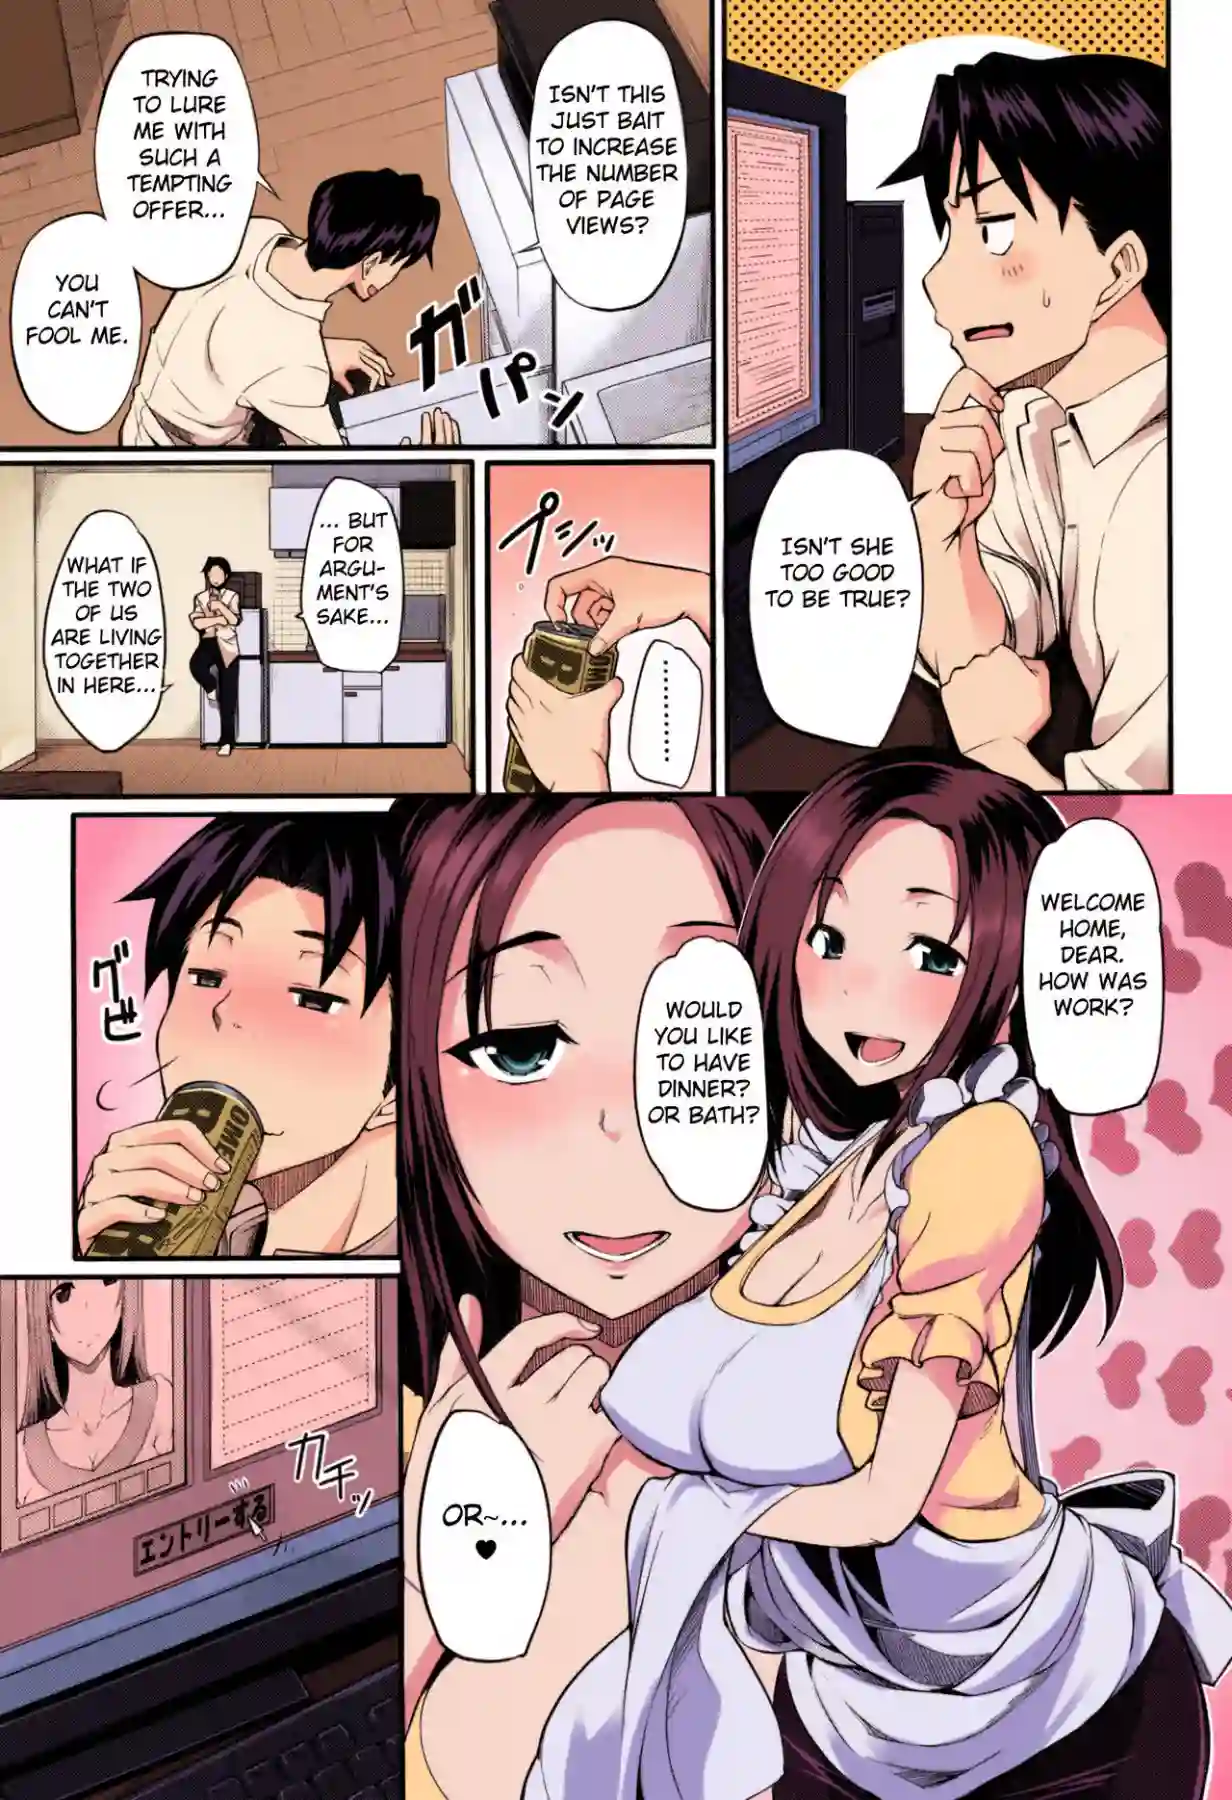 ISN'T SHE
TOO GOOD
TO BE TRUE?
ISN'T THIS
JUST BAIT
TO INCREASE
THE NUMBER
OF PAGE
VIEWS?
TRYING
TO LURE
ME WITH
SUCH A
TEMPTING
OFFER...
YOU
CAN'T
FOOL ME.
ガパン
ペシッ
.........
... BUT
FOR
ARGU-
MENT'S
SAKE...
WHAT IF
THE TWO
OF US
ARE LIVING
TOGETHER
IN HERE...
WELCOME
HOME,
DEAR.
HOW WAS
WORK?
WOULD
YOU LIKE
TO HAVE
DINNER?
OR BATH?
OR~...
♥
グビ
カチッ
エントリーする